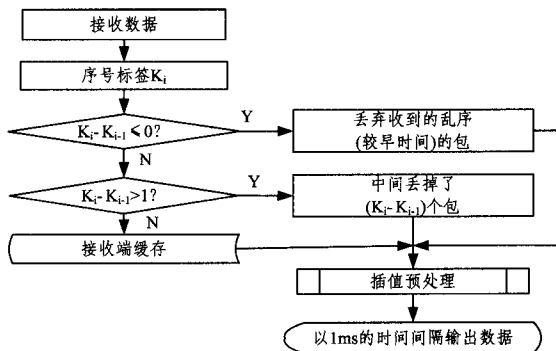 接收数据
序号标签Kᵢ
Kᵢ-Kᵢ₋₁≤0?
Y
丢弃收到的乱序
(较早时间)的包
N
Kᵢ-Kᵢ₋₁>1?
Y
中间丢掉了
(Kᵢ-Kᵢ₋₁)个包
N
接收端缓存
插值预处理
以1ms的时间间隔输出数据